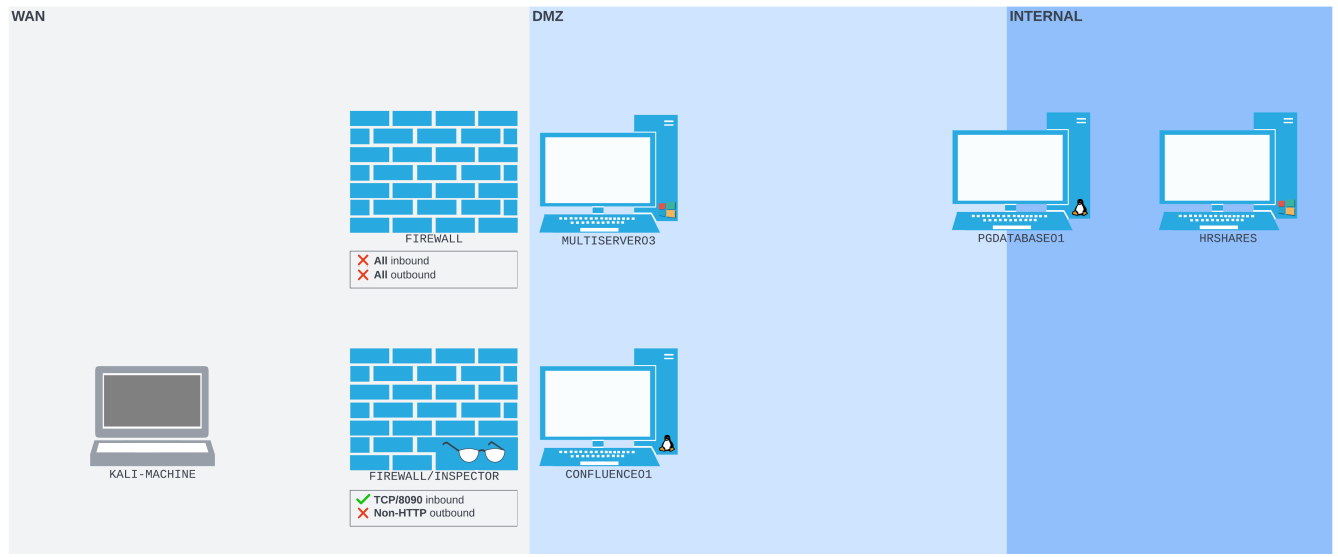 WAN
DMZ
INTERNAL
FIREWALL
MULTISERVER03
PGDATABASE01
HRSHARES
All inbound
All outbound
KALI-MACHINE
FIREWALL/INSPECTOR
CONFLUENCE01
TCP/8090 inbound
Non-HTTP outbound